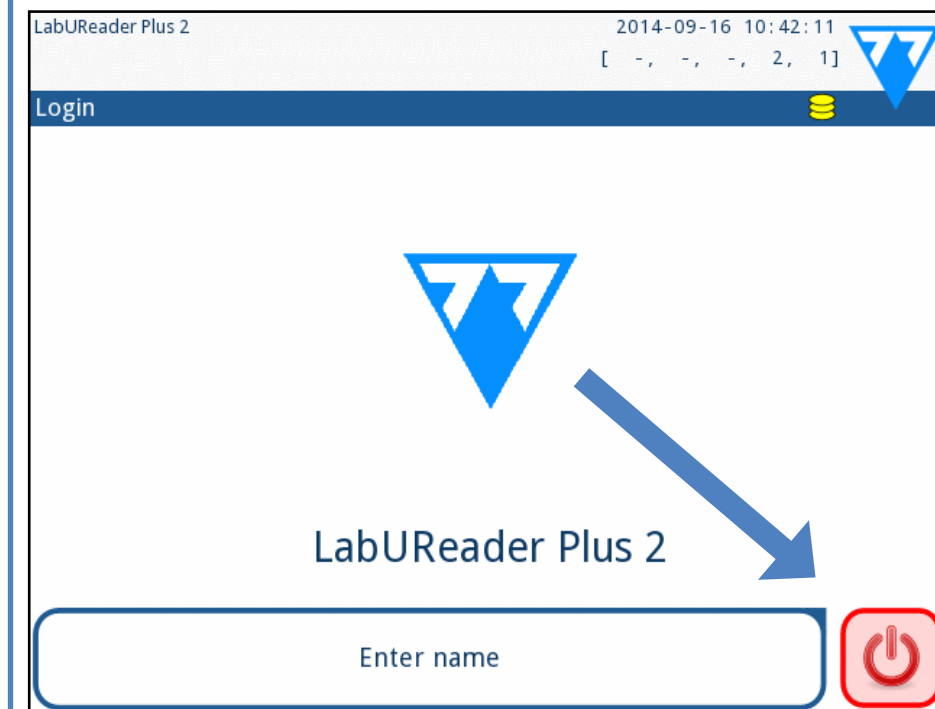 LabUReader Plus 2
2014-09-16 10:42:11
[ -, -, -, 2, 1]
Login
LabUReader Plus 2
Enter name